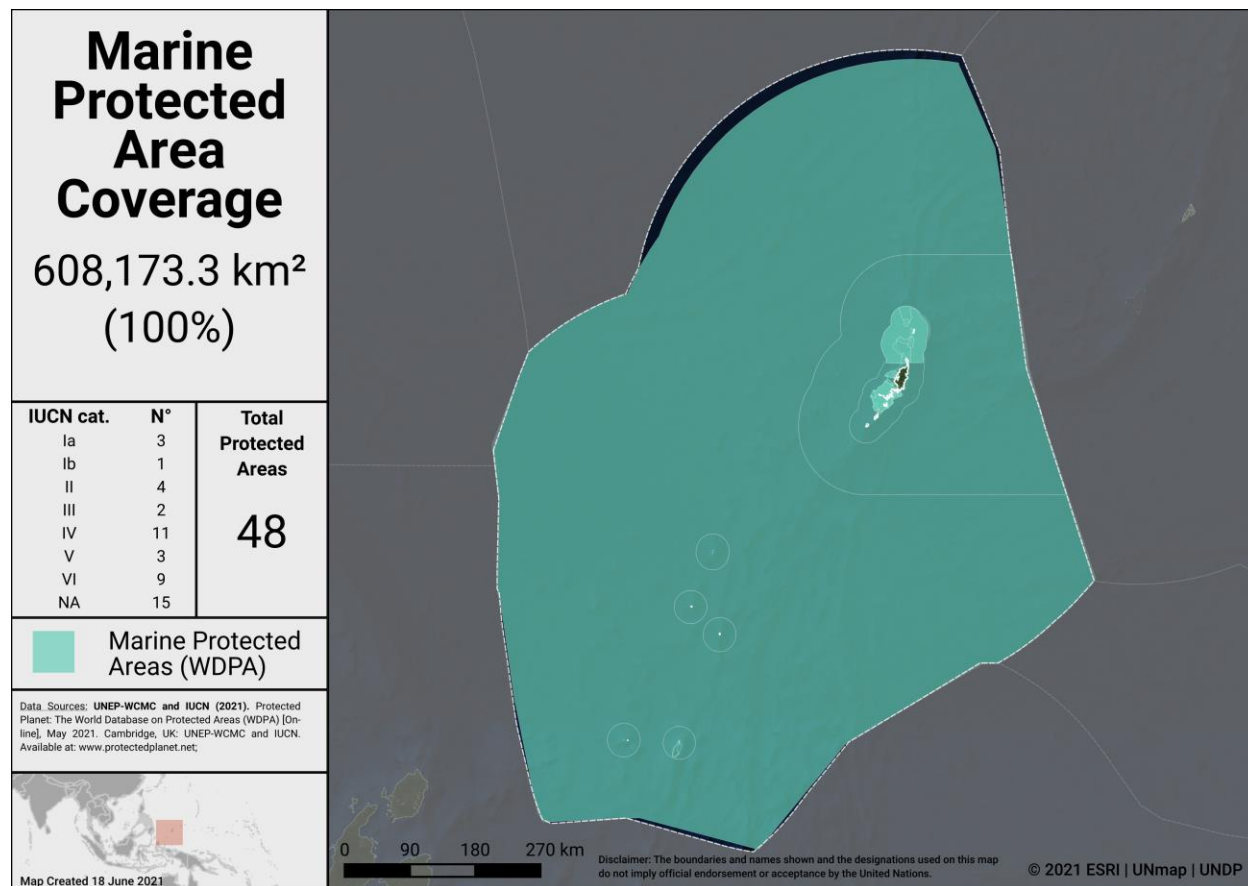 Marine
Protected
Area
Coverage
608,173.3 km²
(100%)
IUCN cat. N°
Ia 3
Ib 1
II 4
III 2
IV 11
V 3
VI 9
NA 15
Total
Protected
Areas
48
Marine Protected
Areas (WDPA)
Data Sources: UNEP-WCMC and IUCN (2021). Protected
Planet: The World Database on Protected Areas (WDPA) [On-
line], May 2021. Cambridge, UK: UNEP-WCMC and IUCN.
Available at: www.protectedplanet.net;
Map Created 18 June 2021
0 90 180 270 km
Disclaimer: The boundaries and names shown and the designations used on this map
do not imply official endorsement or acceptance by the United Nations.
© 2021 ESRI | UNmap | UNDP